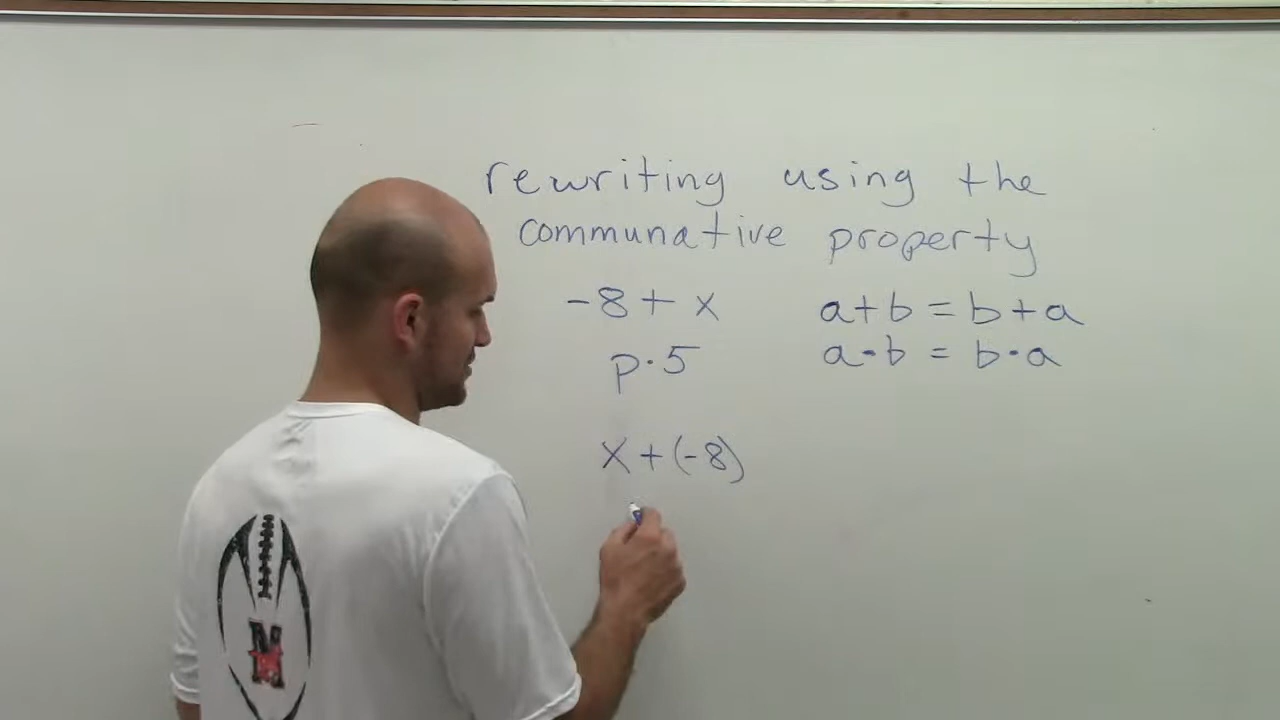 rewriting using the
communative property
-8 + x
a + b = b + a
p · 5
a · b = b · a
x + (-8)
M